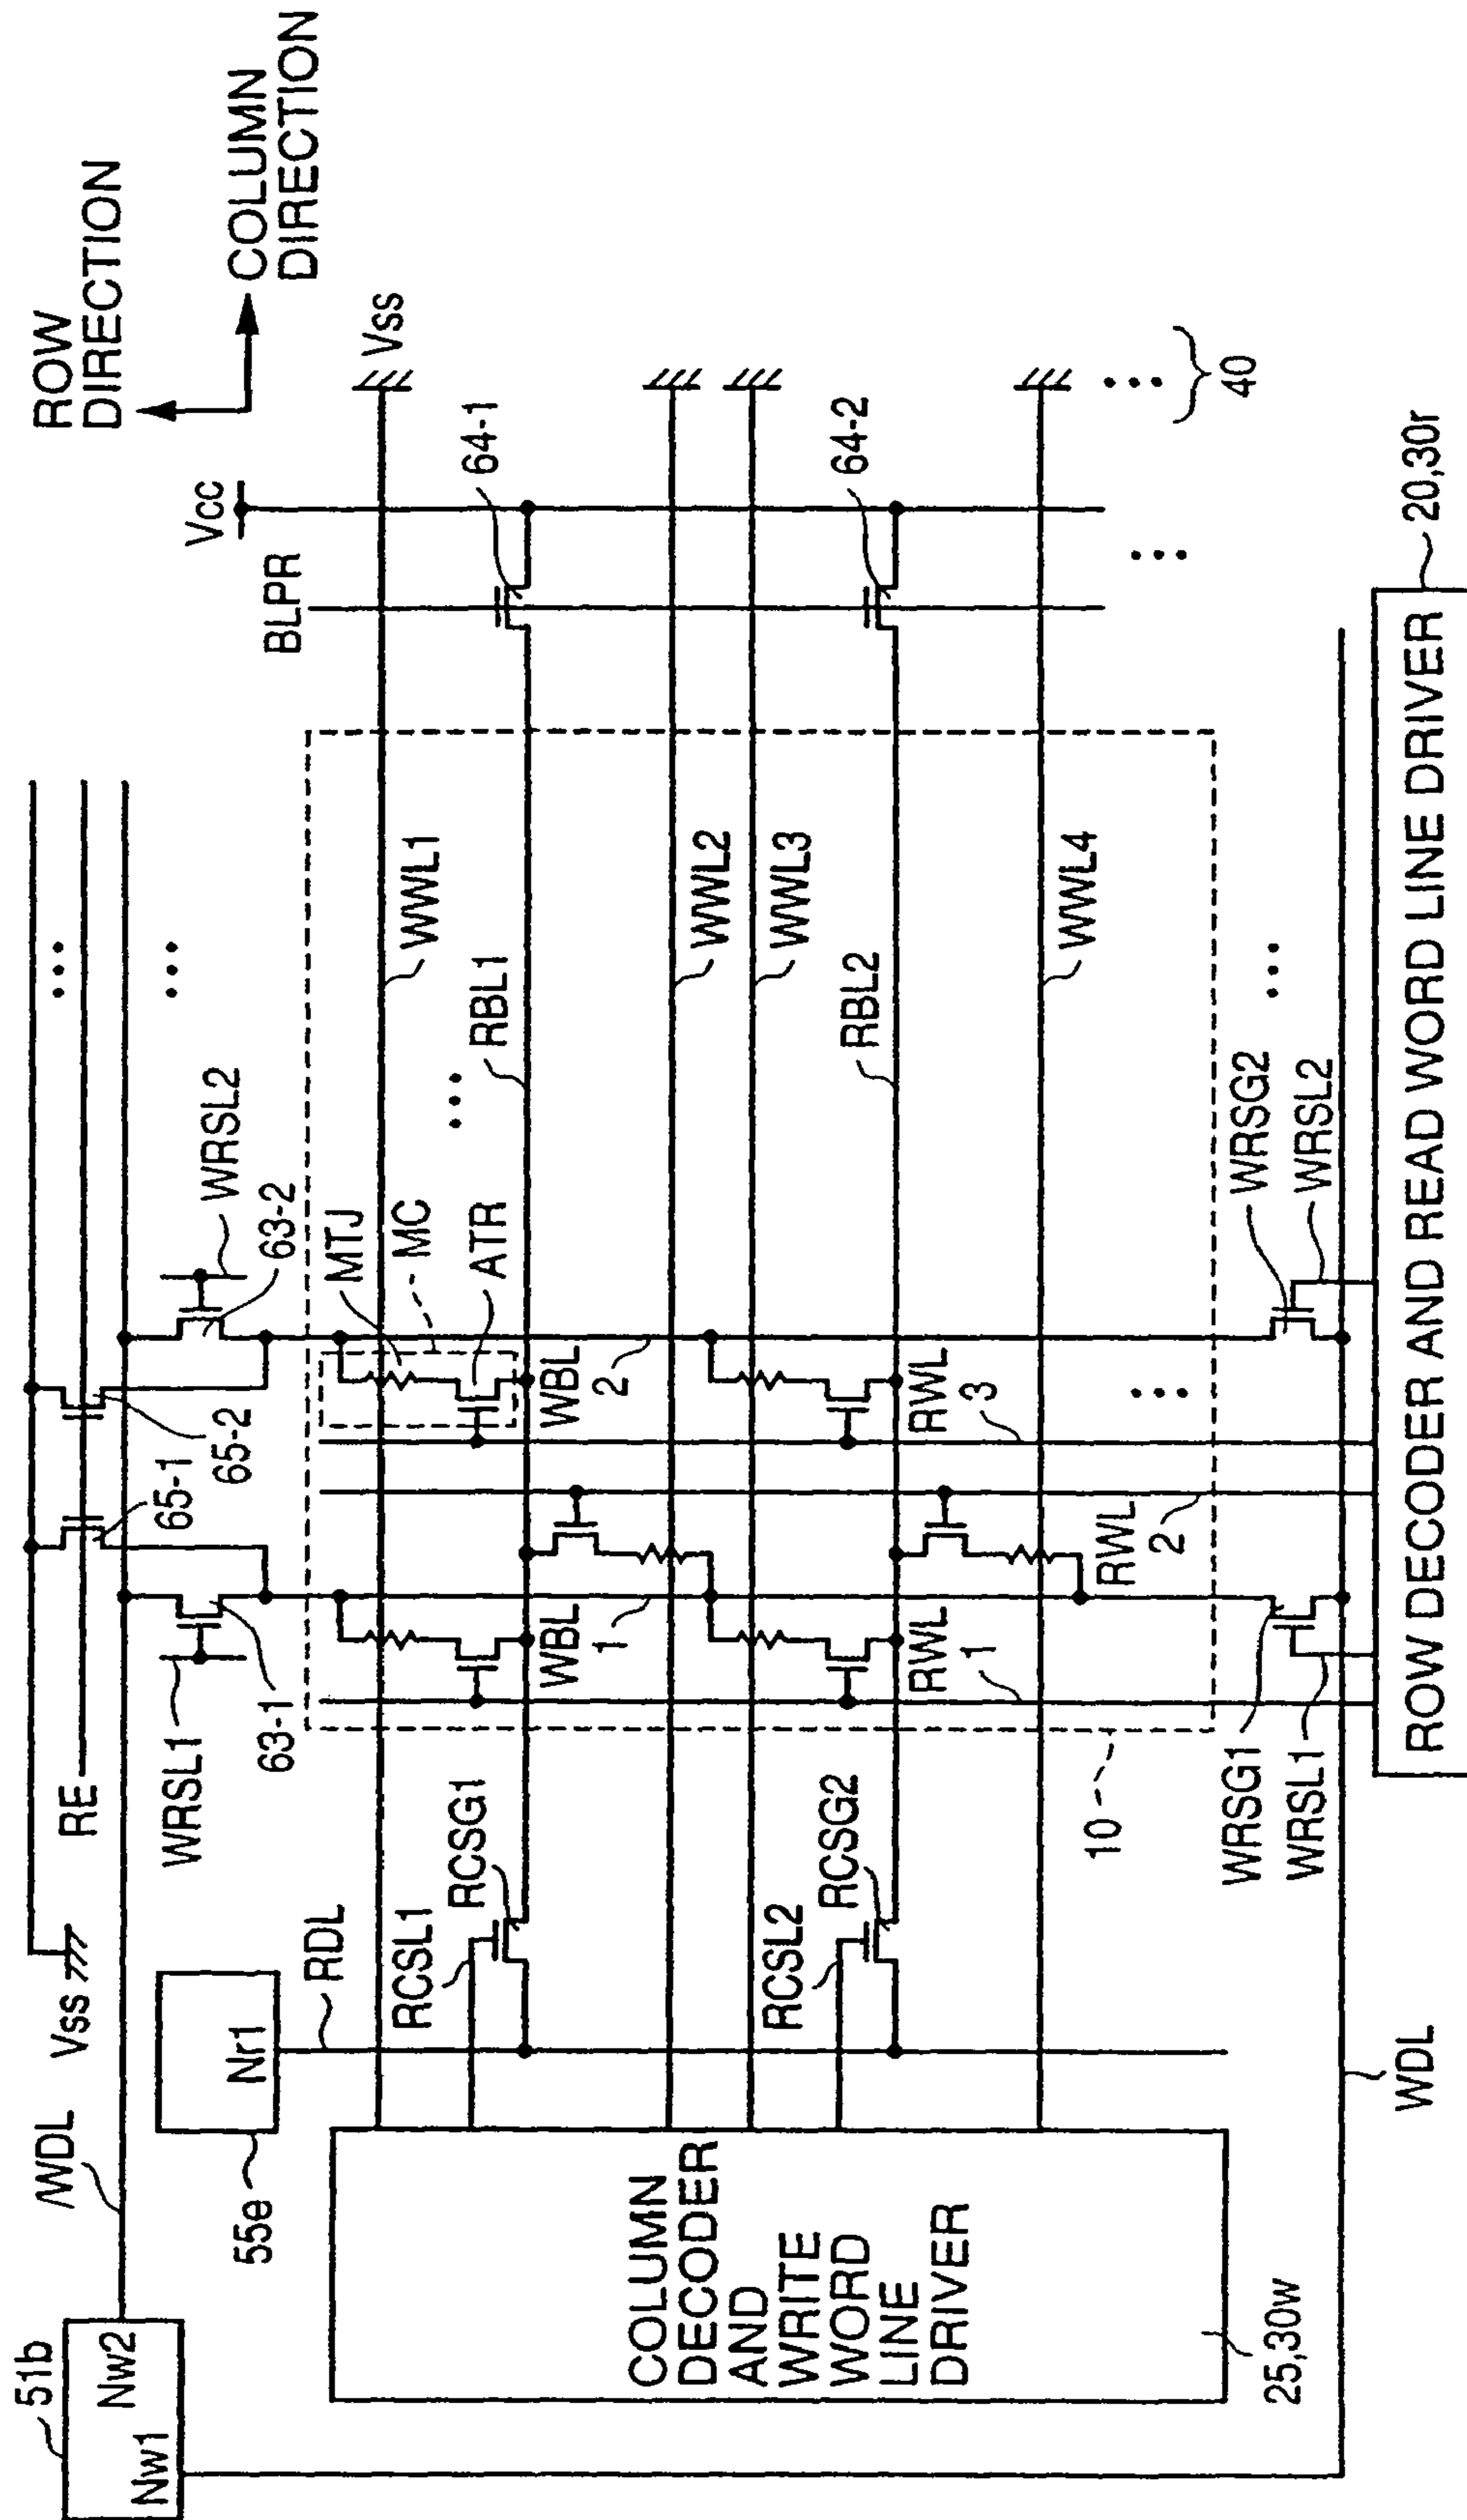 51b
Nw1
Nw2
/WDL
Vss
RE
ROW
DIRECTION
COLUMN
DIRECTION
55e
Nr1
RDL
WRSL1
63-1
65-1
65-2
63-2
WRSL2
...
...
BLPR
Vcc
Vss
MTJ
MC
ATR
RCSL1
RCSG1
WBL
1
WBL
2
RBL1
...
WWL1
64-1
COLUMN
DECODER
AND
WRITE
WORD
LINE
DRIVER
WWL2
WWL3
RCSL2
RCSG2
RWL
1
RWL
3
RBL2
64-2
WWL4
RWL
2
10
...
...
...
40
25,30w
WRSG1
WRSL1
WRSG2
WRSL2
...
WDL
20,30r
ROW DECODER AND READ WORD LINE DRIVER